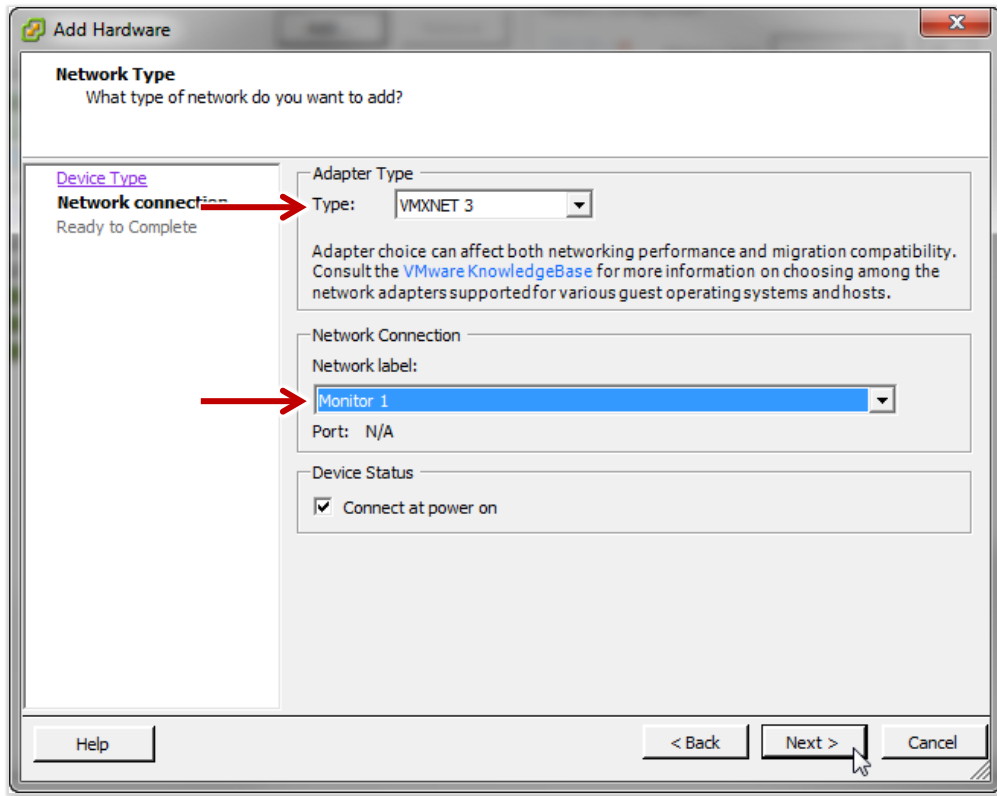 Add Hardware
X
Network Type
What type of network do you want to add?
Device Type
Network connection
Ready to Complete
Adapter Type
Type: VMXNET 3
Adapter choice can affect both networking performance and migration compatibility.
Consult the VMware KnowledgeBase for more information on choosing among the
network adapters supported for various guest operating systems and hosts.
Network Connection
Network label:
Monitor 1
Port: N/A
Device Status
Connect at power on
Help
< Back
Next >
Cancel